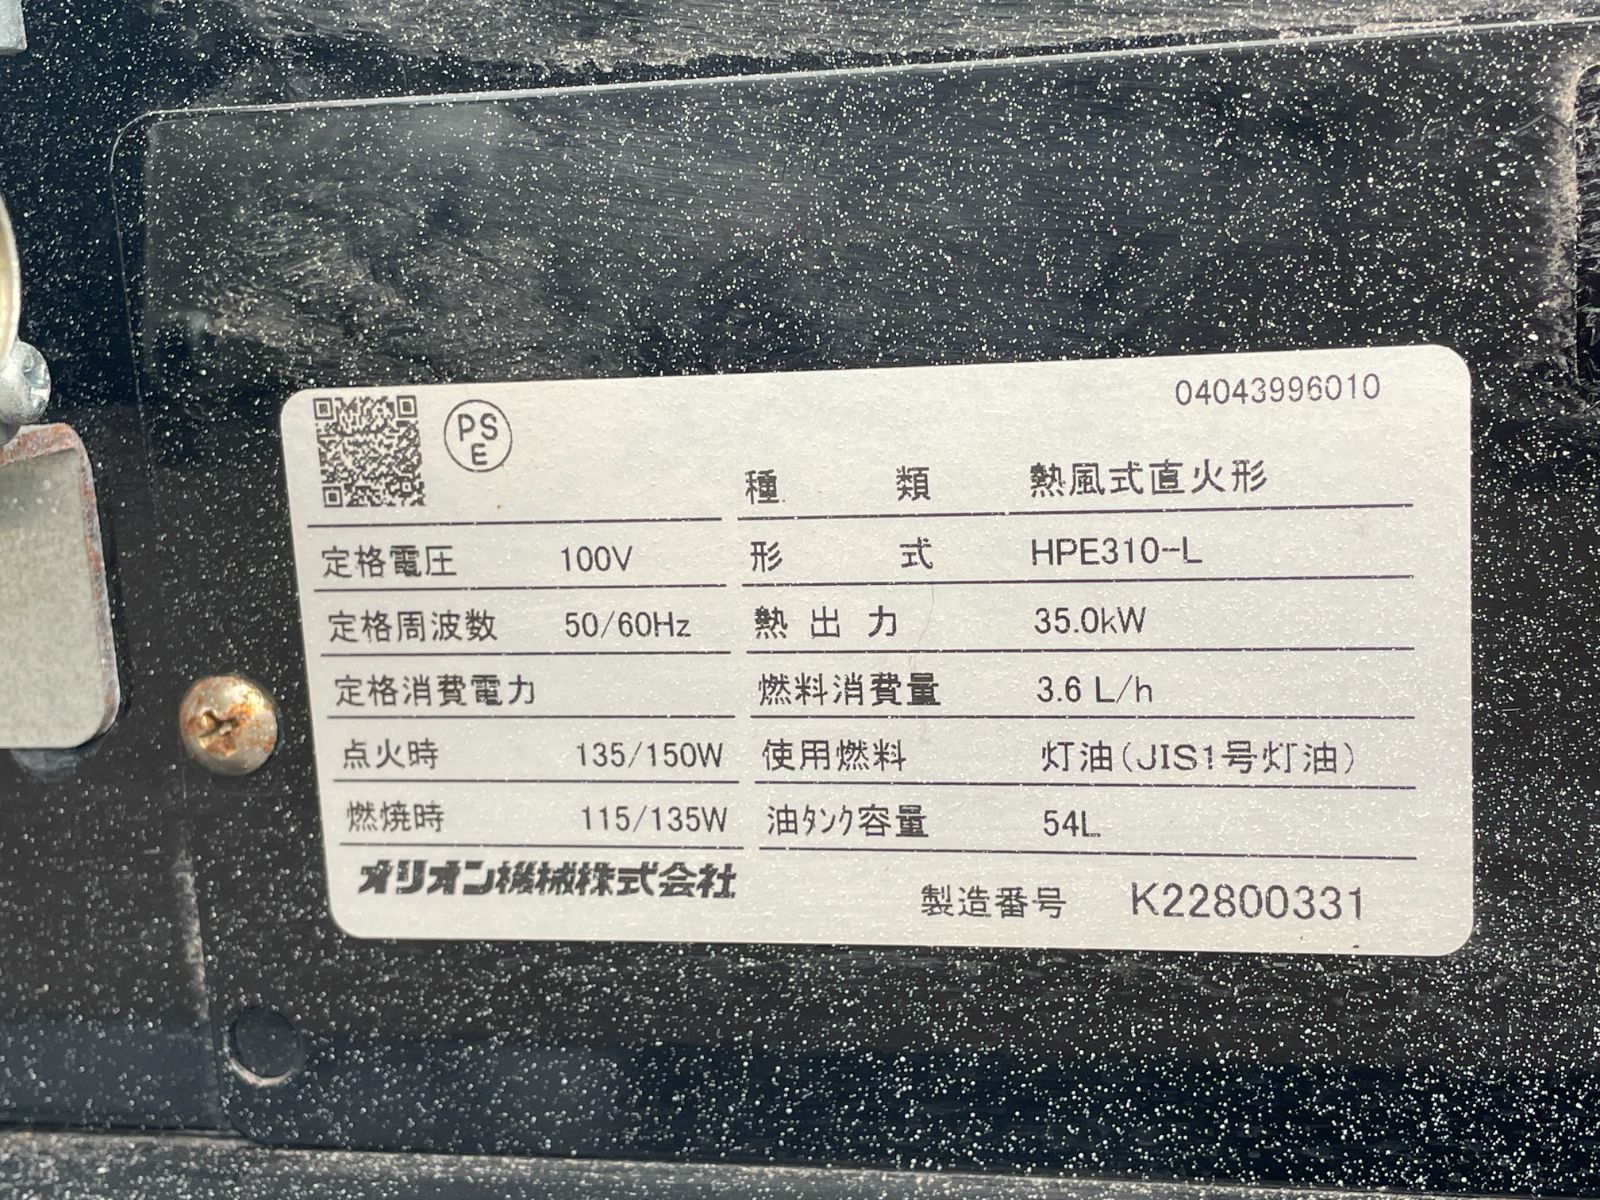 04043996010
PS
E
種 類 熱風式直火形
定格電圧 100V 形 式 HPE310-L
定格周波数 50/60Hz 熱出力 35.0kW
定格消費電力 燃料消費量 3.6 L/h
点火時 135/150W 使用燃料 灯油(JIS1号灯油)
燃焼時 115/135W 油タンク容量 54L
オリオン機械株式会社 製造番号 K22800331